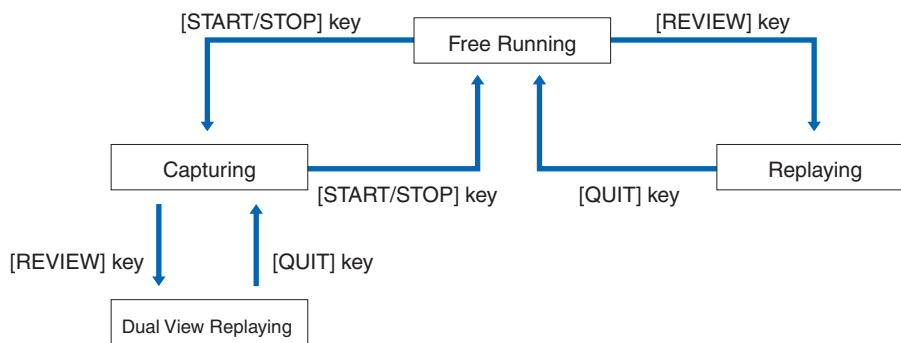 [START/STOP] key
Free Running
[REVIEW] key
Capturing
Replaying
[START/STOP] key
[QUIT] key
[REVIEW] key
[QUIT] key
Dual View Replaying